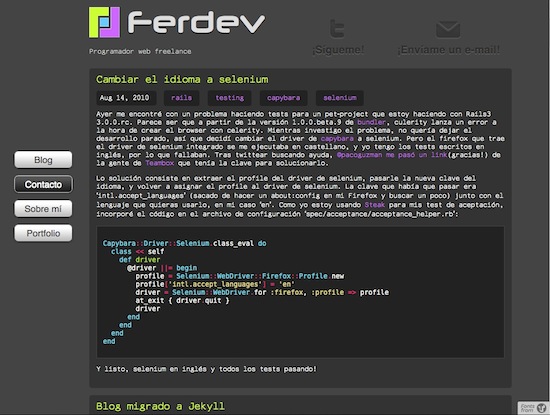 Ferdev
Programador web freelance
¡Sígueme!
¡Envíame un e-mail!
Blog
Contacto
Sobre mí
Portfolio
Cambiar el idioma a selenium
Aug 14, 2010 rails testing capybara selenium
Ayer me encontré con un problema haciendo tests para un pet-project que estoy haciendo con Rails3
3.0.0.rc. Parece ser que a partir de la versión 1.0.0.beta.9 de bundler, culerity lanza un error a
la hora de crear el browser con celerity. Mientras investigo el problema, no quería dejar el
desarrollo parado, así que decidí cambiar el driver de capybara a selenium. Pero el firefox que trae
el driver de selenium integrado se me ejecutaba en castellano, y yo tengo los tests escritos en
inglés, por lo que fallaban. Tras twittear buscando ayuda, @pacoguzman me pasó un link(gracias!) de
la gente de Teambox que tenía la clave para solucionarlo.
Lo solución consiste en extraer el profile del driver de selenium, pasarle la nueva clave del
idioma, y volver a asignar el profile al driver de selenium. La clave que había que pasar era
'intl.accept_languages' (sacado de hacer un about:config en mi Firefox y buscar un poco) junto con el
lenguaje que quieras usarlo, en mi caso 'en'. Como yo estoy usando Steak para mis test de aceptación,
incorporé el código en el archivo de configuración 'spec/acceptance/acceptance_helper.rb':
Capybara::Driver::Selenium.class_eval do
class << self
def driver
@driver ||= begin
profile = Selenium::WebDriver::Firefox::Profile.new
profile['intl.accept_languages'] = 'en'
driver = Selenium::WebDriver.for :firefox, :profile => profile
at_exit { driver.quit }
driver
end
end
end
end
Y listo, selenium en inglés y todos los tests pasando!
Blog migrado a Jekyll
Fonts
from: